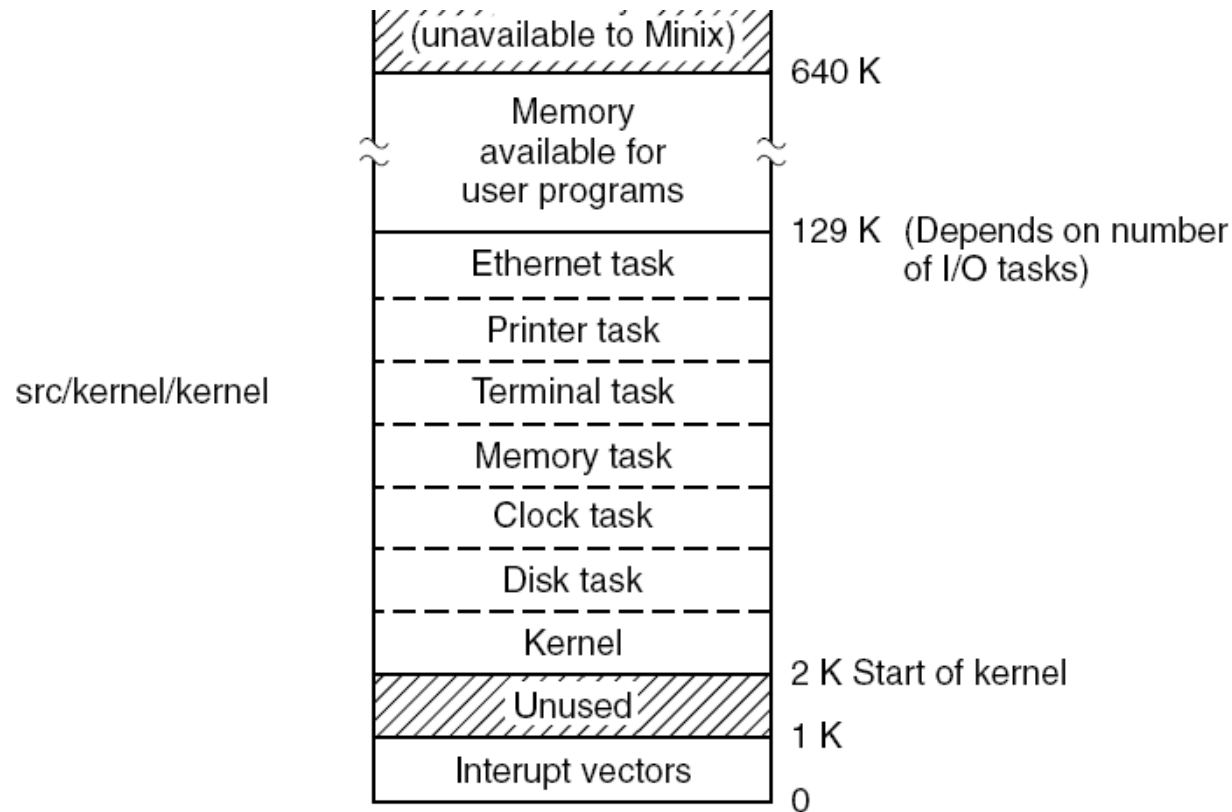 (unavailable to Minix)
640 K
Memory
available for
user programs
129 K (Depends on number
of I/O tasks)
Ethernet task
Printer task
src/kernel/kernel
Terminal task
Memory task
Clock task
Disk task
Kernel
2 K Start of kernel
Unused
1 K
Interupt vectors
0